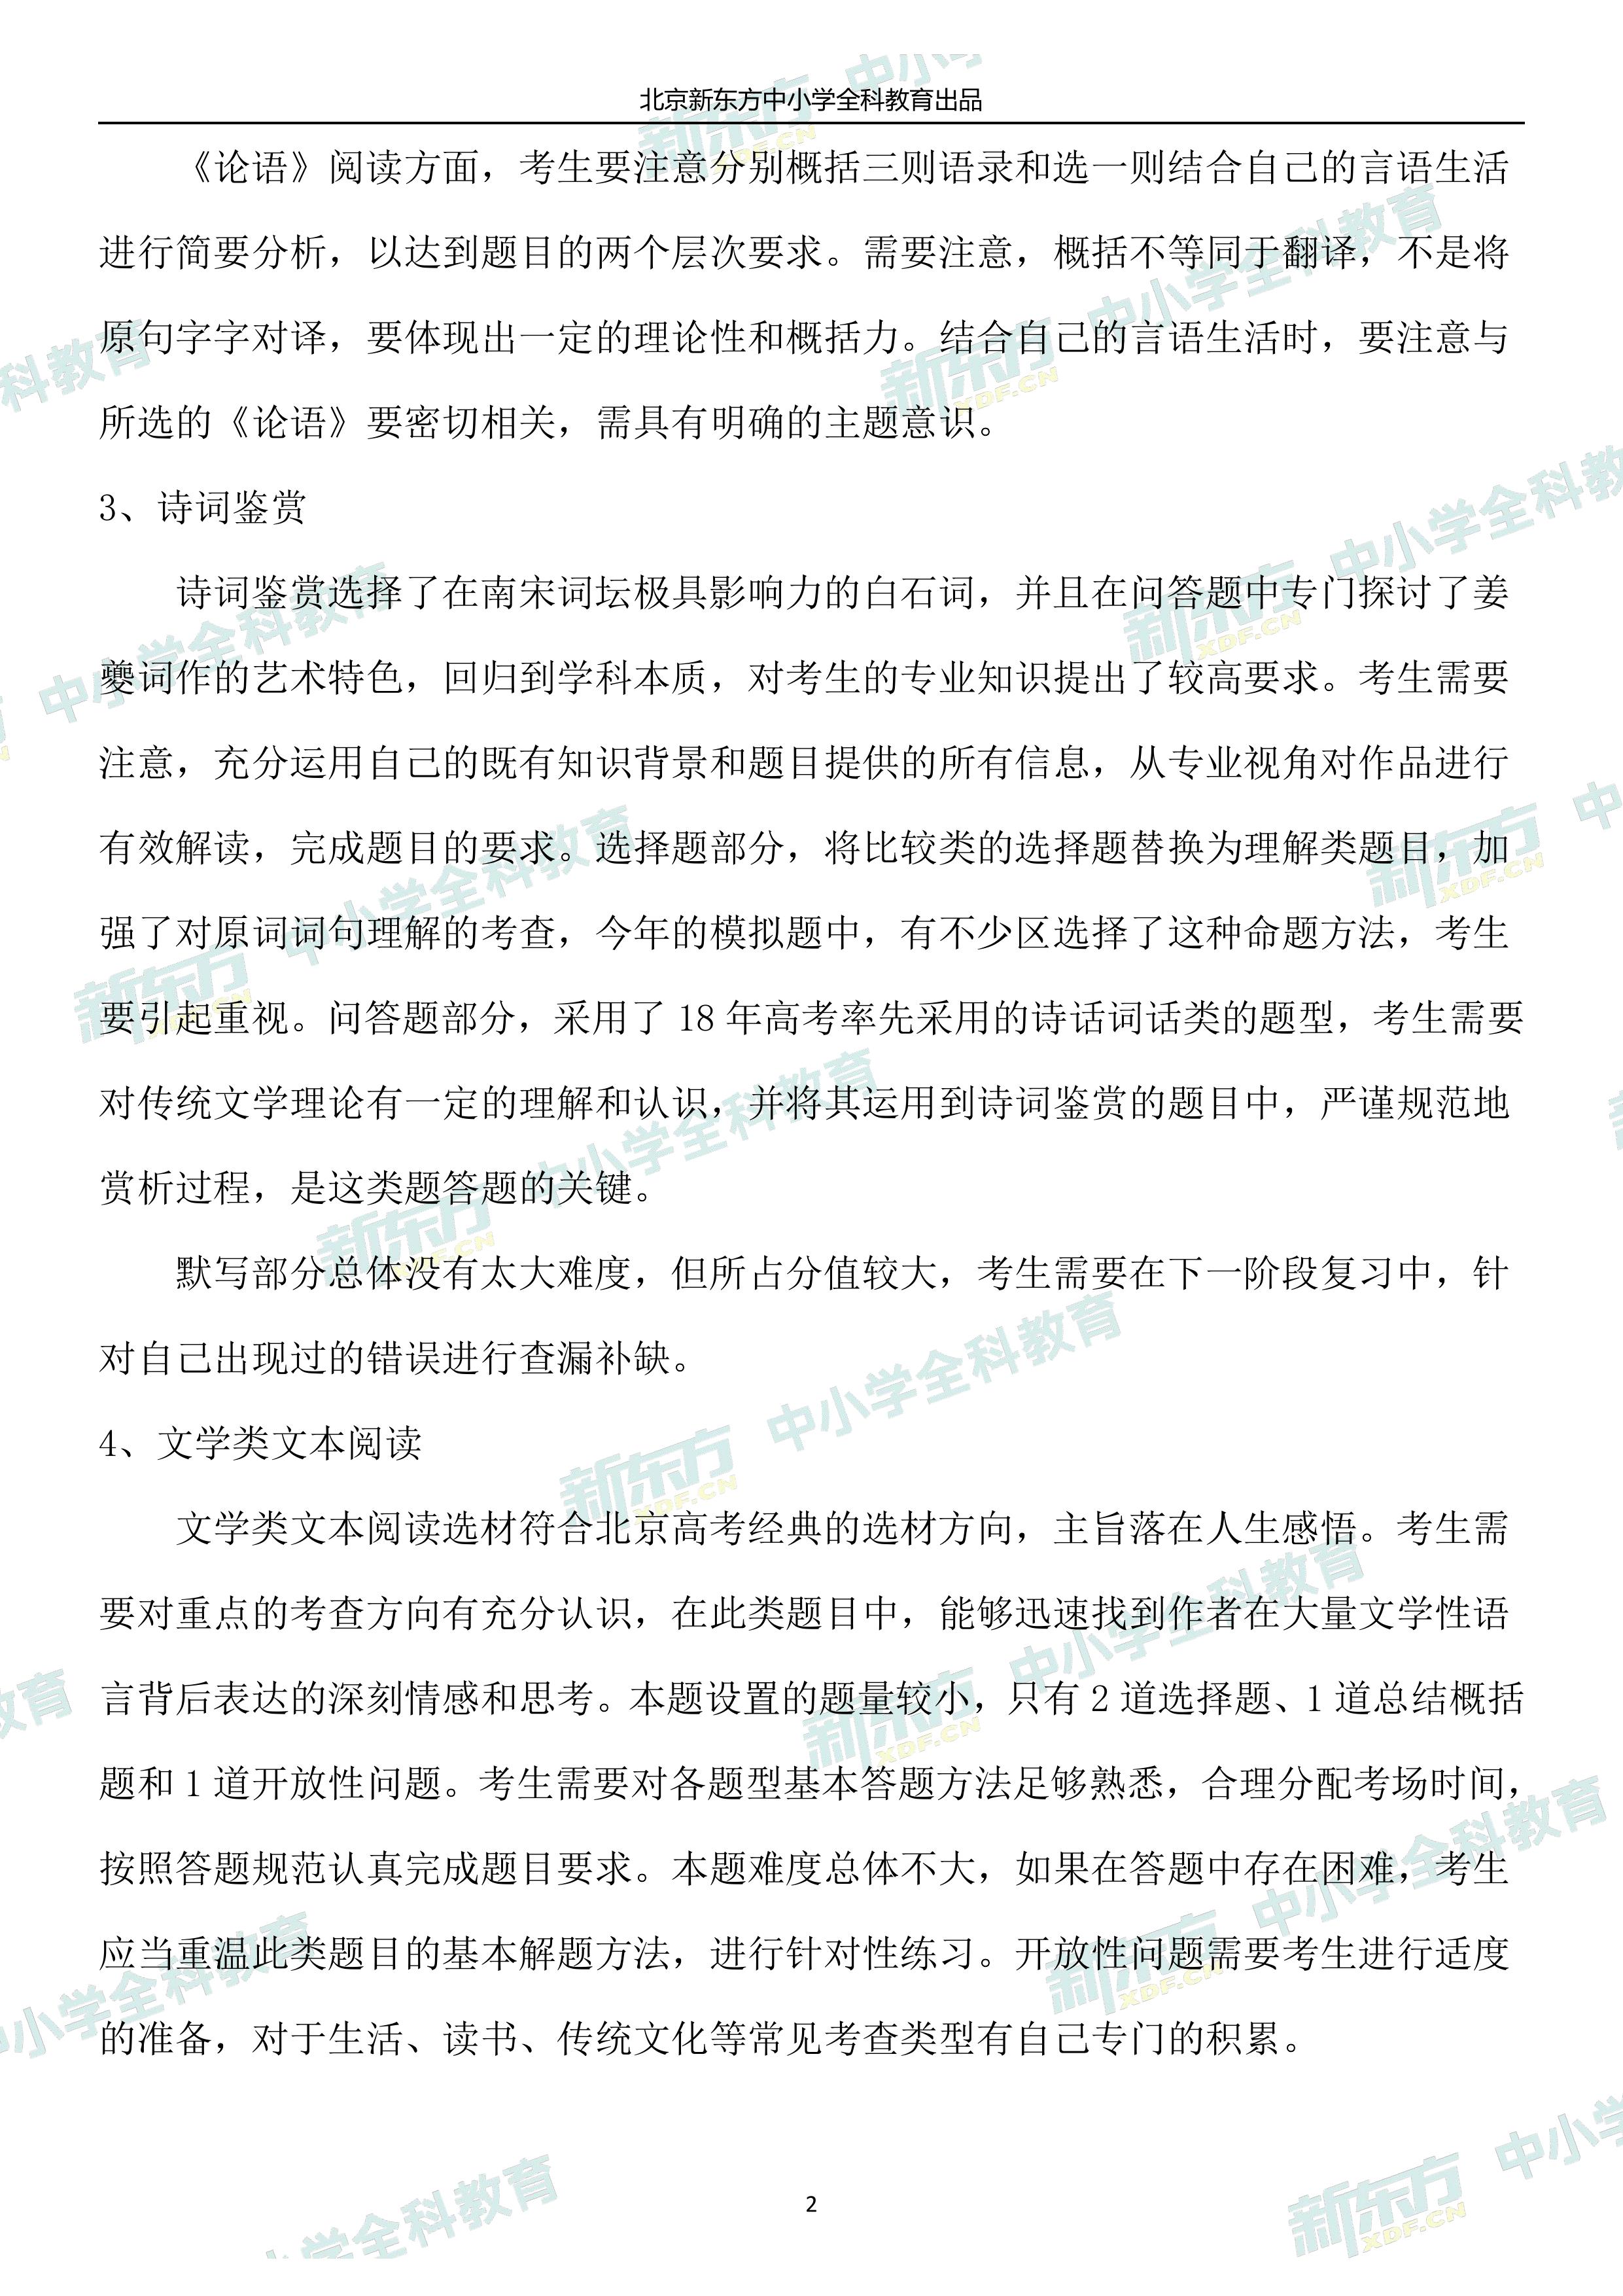 北京新东方中小学全科教育出品
《论语》阅读方面，考生要注意分别概括三则语录和选一则结合自己的言语生活
进行简要分析，以达到题目的两个层次要求。需要注意，概括不等同于翻译，不是将
原句字字对译，要体现出一定的理论性和概括力。结合自己的言语生活时，要注意与
所选的《论语》要密切相关，需具有明确的主题意识。
3、诗词鉴赏
诗词鉴赏选择了在南宋词坛极具影响力的白石词，并且在问答题中专门探讨了姜
夔词作的艺术特色，回归到学科本质，对考生的专业知识提出了较高要求。考生需要
注意，充分运用自己的既有知识背景和题目提供的所有信息，从专业视角对作品进行
有效解读，完成题目的要求。选择题部分，将比较类的选择题替换为理解类题目，加
强了对原词词句理解的考查，今年的模拟题中，有不少区选择了这种命题方法，考生
要引起重视。问答题部分，采用了 18 年高考率先采用的诗话词话类的题型，考生需要
对传统文学理论有一定的理解和认识，并将其运用到诗词鉴赏的题目中，严谨规范地
赏析过程，是这类题答题的关键。
默写部分总体没有太大难度，但所占分值较大，考生需要在下一阶段复习中，针
对自己出现过的错误进行查漏补缺。
4、文学类文本阅读
文学类文本阅读选材符合北京高考经典的选材方向，主旨落在人生感悟。考生需
要对重点的考查方向有充分认识，在此类题目中，能够迅速找到作者在大量文学性语
言背后表达的深刻情感和思考。本题设置的题量较小，只有 2 道选择题、1 道总结概括
题和 1 道开放性问题。考生需要对各题型基本答题方法足够熟悉，合理分配考场时间，
按照答题规范认真完成题目要求。本题难度总体不大，如果在答题中存在困难，考生
应当重温此类题目的基本解题方法，进行针对性练习。开放性问题需要考生进行适度
的准备，对于生活、读书、传统文化等常见考查类型有自己专门的积累。
2
新东方 XDF.CN 中小学全科教育